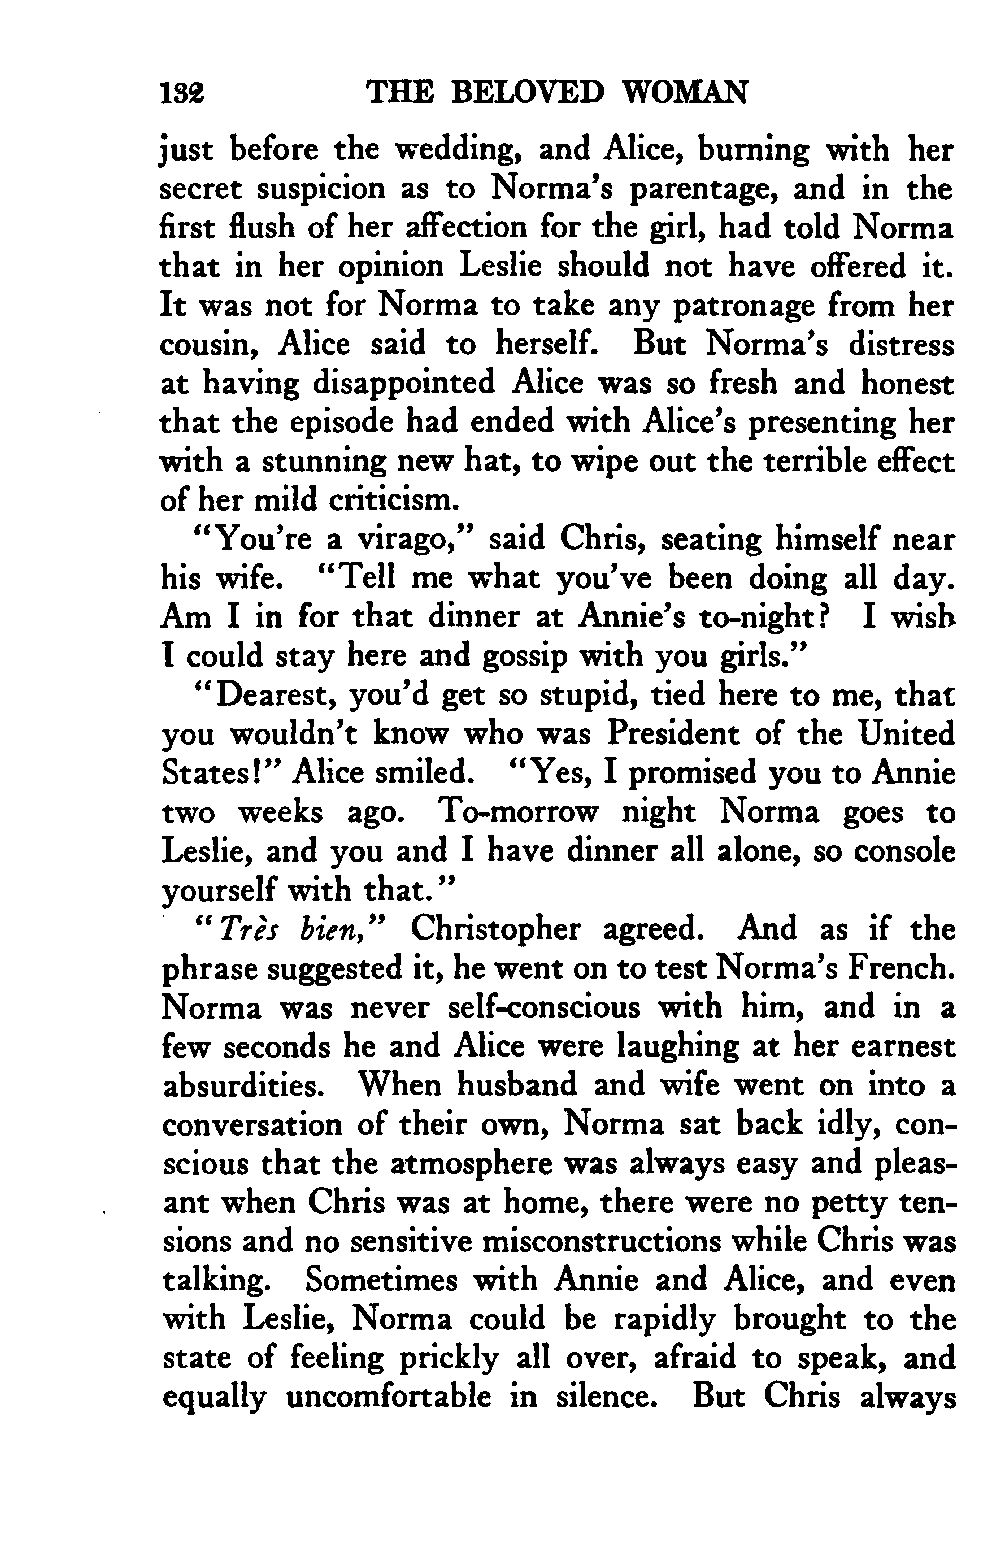 132 THE BELOVED WOMAN
just before the wedding, and Alice, burning with her
secret suspicion as to Norma's parentage, and in the
first flush of her affection for the girl, had told Norma
that in her opinion Leslie should not have offered it.
It was not for Norma to take any patronage from her
cousin, Alice said to herself. But Norma's distress
at having disappointed Alice was so fresh and honest
that the episode had ended with Alice's presenting her
with a stunning new hat, to wipe out the terrible effect
of her mild criticism.
"You're a virago," said Chris, seating himself near
his wife. "Tell me what you've been doing all day.
Am I in for that dinner at Annie's to-night? I wish
I could stay here and gossip with you girls."
"Dearest, you'd get so stupid, tied here to me, that
you wouldn't know who was President of the United
States!" Alice smiled. "Yes, I promised you to Annie
two weeks ago. To-morrow night Norma goes to
Leslie, and you and I have dinner all alone, so console
yourself with that."
"Très bien," Christopher agreed. And as if the
phrase suggested it, he went on to test Norma's French.
Norma was never self-conscious with him, and in a
few seconds he and Alice were laughing at her earnest
absurdities. When husband and wife went on into a
conversation of their own, Norma sat back idly, con-
scious that the atmosphere was always easy and pleas-
ant when Chris was at home, there were no petty ten-
sions and no sensitive misconstructions while Chris was
talking. Sometimes with Annie and Alice, and even
with Leslie, Norma could be rapidly brought to the
state of feeling prickly all over, afraid to speak, and
equally uncomfortable in silence. But Chris always